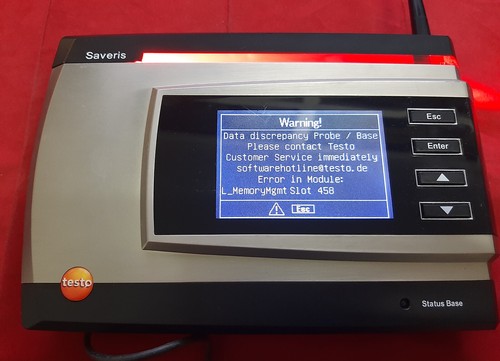 Saveris
Warning!
Data discrepancy Probe / Base
Please contact Testo
Customer Service immediately
softwarehotline@testo.de
Error in Module:
L_MemoryMgmt Slot 458
Esc
Esc
Enter
testo
Status Base